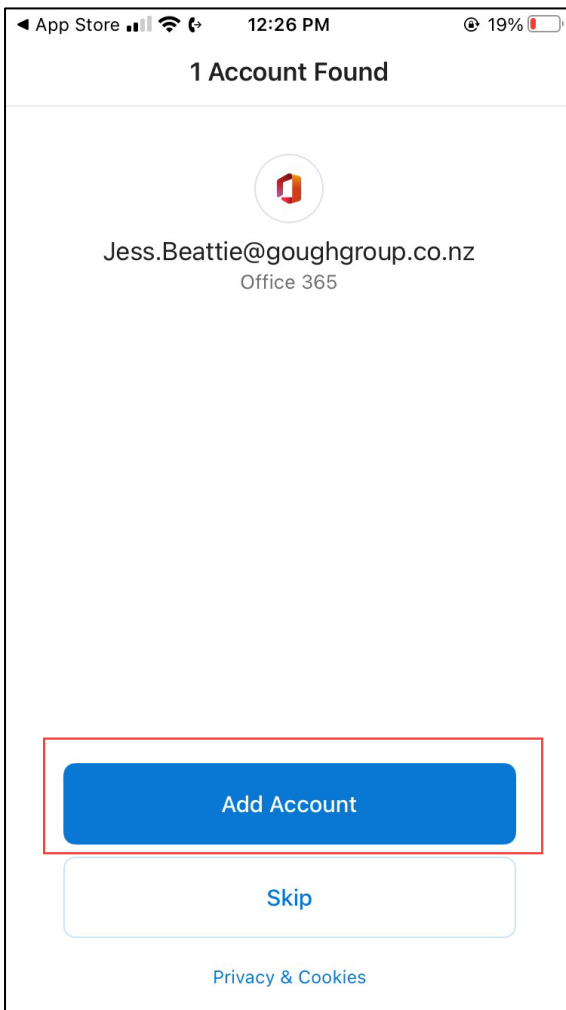 App Store 12:26 PM 19%
1 Account Found
Jess.Beattie@goughgroup.co.nz
Office 365
Add Account
Skip
Privacy & Cookies